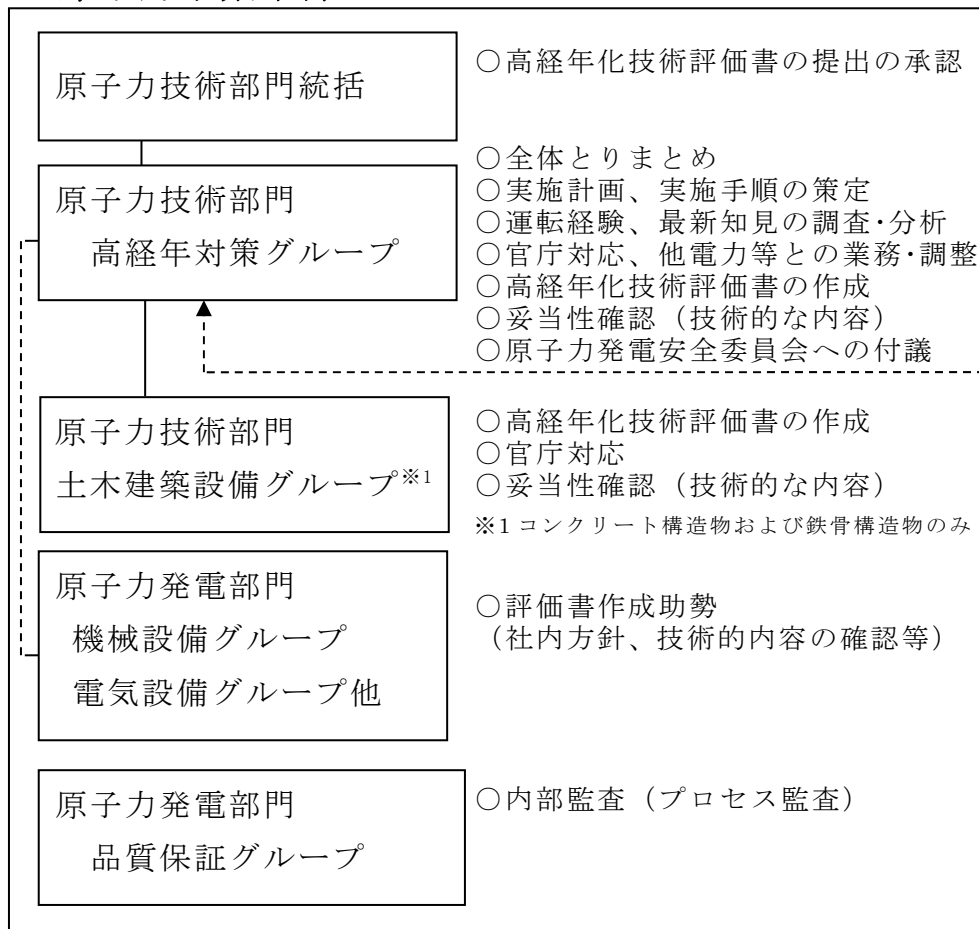 原子力技術部門統括
○高経年化技術評価書の提出の承認
原子力技術部門
高経年対策グループ
○全体とりまとめ
○実施計画、実施手順の策定
○運転経験、最新知見の調査・分析
○官庁対応、他電力等との業務・調整
○高経年化技術評価書の作成
○妥当性確認（技術的な内容）
○原子力発電安全委員会への付議
原子力技術部門
土木建築設備グループ※1
○高経年化技術評価書の作成
○官庁対応
○妥当性確認（技術的な内容）
※1 コンクリート構造物および鉄骨構造物のみ
原子力発電部門
機械設備グループ
電気設備グループ他
○評価書作成助勢
（社内方針、技術的内容の確認等）
原子力発電部門
品質保証グループ
○内部監査（プロセス監査）